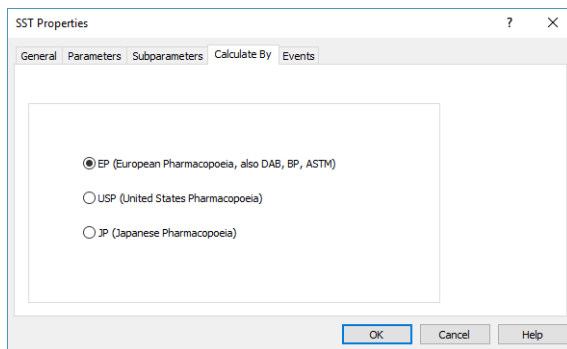 SST Properties
?
General Parameters Subparameters Calculate By Events
EP (European Pharmacopoeia, also DAB, BP, ASTM)
USP (United States Pharmacopoeia)
JP (Japanese Pharmacopoeia)
OK Cancel Help